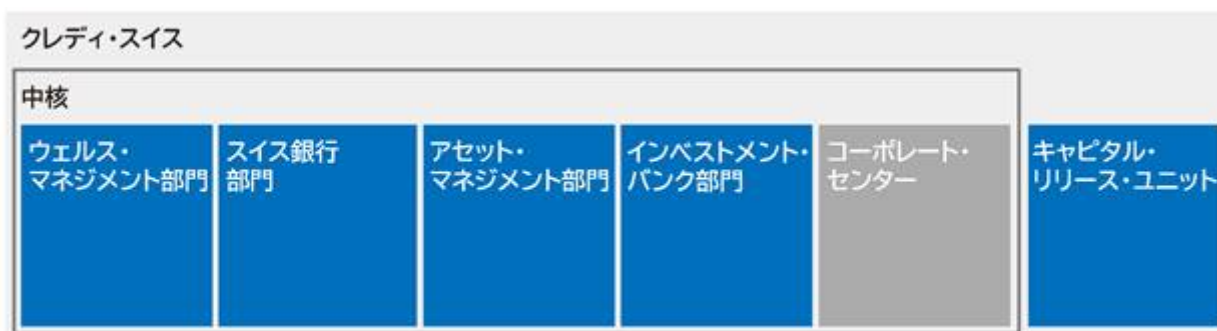 クレディ・スイス
中核
ウェルス・
マネジメント部門
スイス銀行
部門
アセット・
マネジメント部門
インベストメント・
バンク部門
コーポレート・
センター
キャピタル・
リリース・ユニット